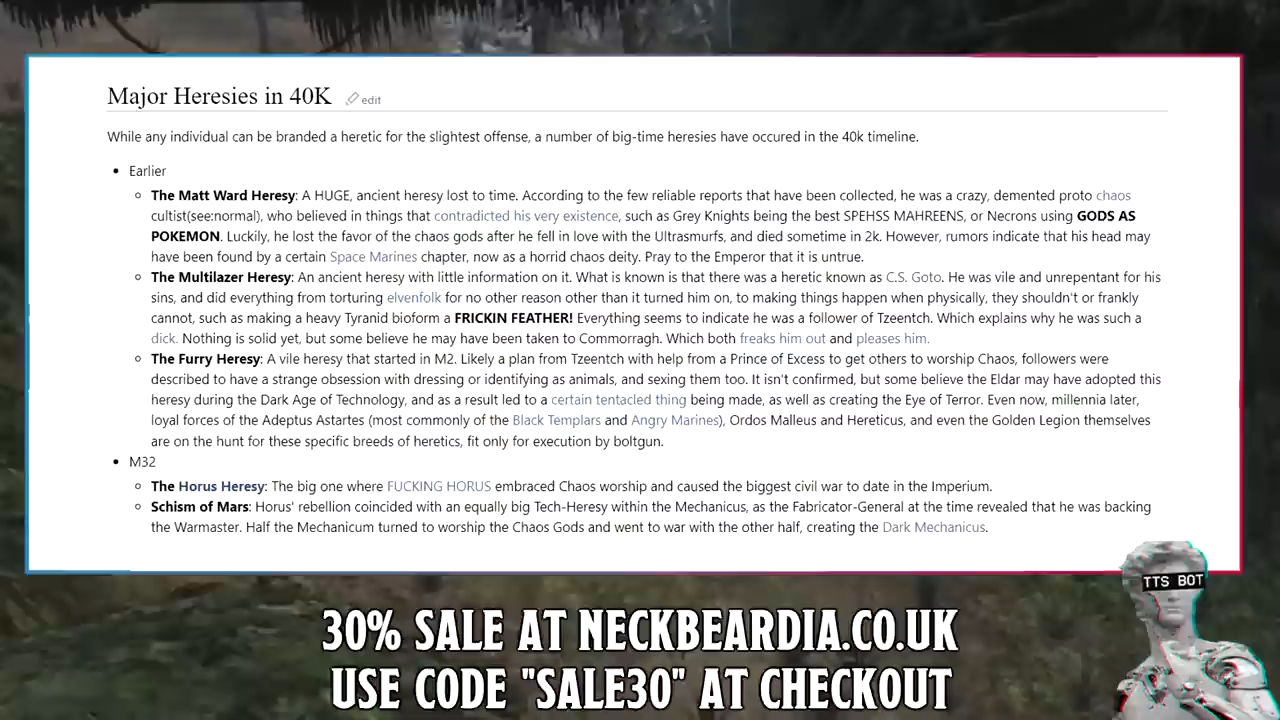 Major Heresies in 40K edit
While any individual can be branded a heretic for the slightest offense, a number of big-time heresies have occured in the 40k timeline.
• Earlier
◦ The Matt Ward Heresy: A HUGE, ancient heresy lost to time. According to the few reliable reports that have been collected, he was a crazy, demented proto chaos
cultist(see:normal), who believed in things that contradicted his very existence, such as Grey Knights being the best SPEHSS MAHREENS, or Necrons using GODS AS
POKEMON. Luckily, he lost the favor of the chaos gods after he fell in love with the Ultrasmurfs, and died sometime in 2k. However, rumors indicate that his head may
have been found by a certain Space Marines chapter, now as a horrid chaos deity. Pray to the Emperor that it is untrue.
◦ The Multilazer Heresy: An ancient heresy with little information on it. What is known is that there was a heretic known as C.S. Goto. He was vile and unrepentant for his
sins, and did everything from torturing elvenfolk for no other reason other than it turned him on, to making things happen when physically, they shouldn't or frankly
cannot, such as making a heavy Tyranid bioform a FRICKIN FEATHER! Everything seems to indicate he was a follower of Tzeentch. Which explains why he was such a
dick. Nothing is solid yet, but some believe he may have been taken to Commorragh. Which both freaks him out and pleases him.
◦ The Furry Heresy: A vile heresy that started in M2. Likely a plan from Tzeentch with help from a Prince of Excess to get others to worship Chaos, followers were
described to have a strange obsession with dressing or identifying as animals, and sexing them too. It isn't confirmed, but some believe the Eldar may have adopted this
heresy during the Dark Age of Technology, and as a result led to a certain tentacled thing being made, as well as creating the Eye of Terror. Even now, millennia later,
loyal forces of the Adeptus Astartes (most commonly of the Black Templars and Angry Marines), Ordos Malleus and Hereticus, and even the Golden Legion themselves
are on the hunt for these specific breeds of heretics, fit only for execution by boltgun.
• M32
◦ The Horus Heresy: The big one where FUCKING HORUS embraced Chaos worship and caused the biggest civil war to date in the Imperium.
◦ Schism of Mars: Horus' rebellion coincided with an equally big Tech-Heresy within the Mechanicus, as the Fabricator-General at the time revealed that he was backing
the Warmaster. Half the Mechanicum turned to worship the Chaos Gods and went to war with the other half, creating the Dark Mechanicus.
TTS BOT
30% SALE AT NECKBEARDIA.CO.UK
USE CODE "SALE30" AT CHECKOUT